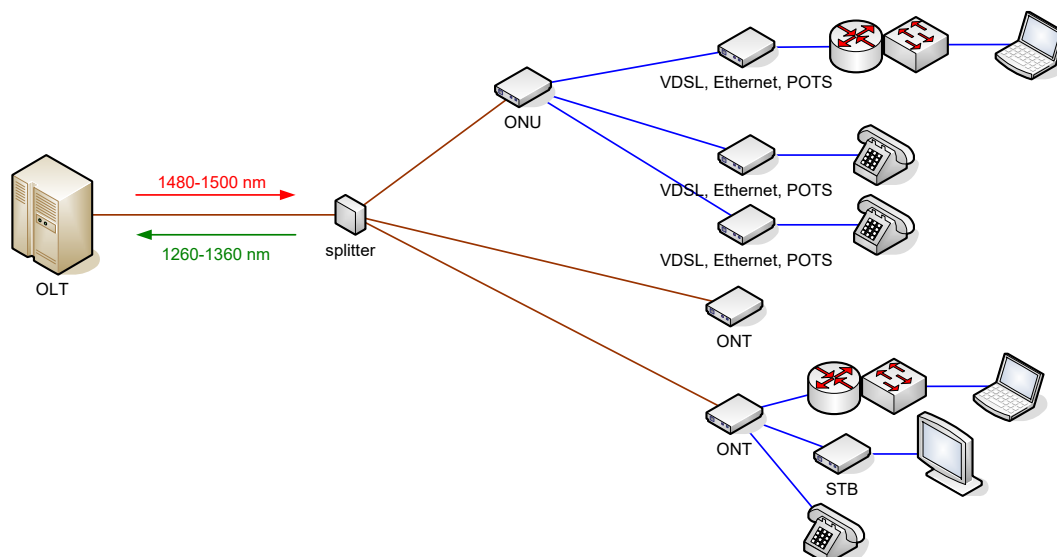 VDSL, Ethernet, POTS
ONU
1480-1500 nm
VDSL, Ethernet, POTS
1260-1360 nm
splitter
VDSL, Ethernet, POTS
OLT
ONT
ONT
STB